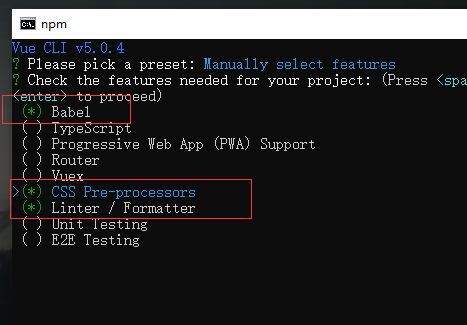 npm
Vue CLI v5.0.4
? Please pick a preset: Manually select features
? Check the features needed for your project: (Press <spa
<enter> to proceed)
(*) Babel
( ) TypeScript
( ) Progressive Web App (PWA) Support
( ) Router
( ) Vuex
>(*) CSS Pre-processors
(*) Linter / Formatter
( ) Unit Testing
( ) E2E Testing